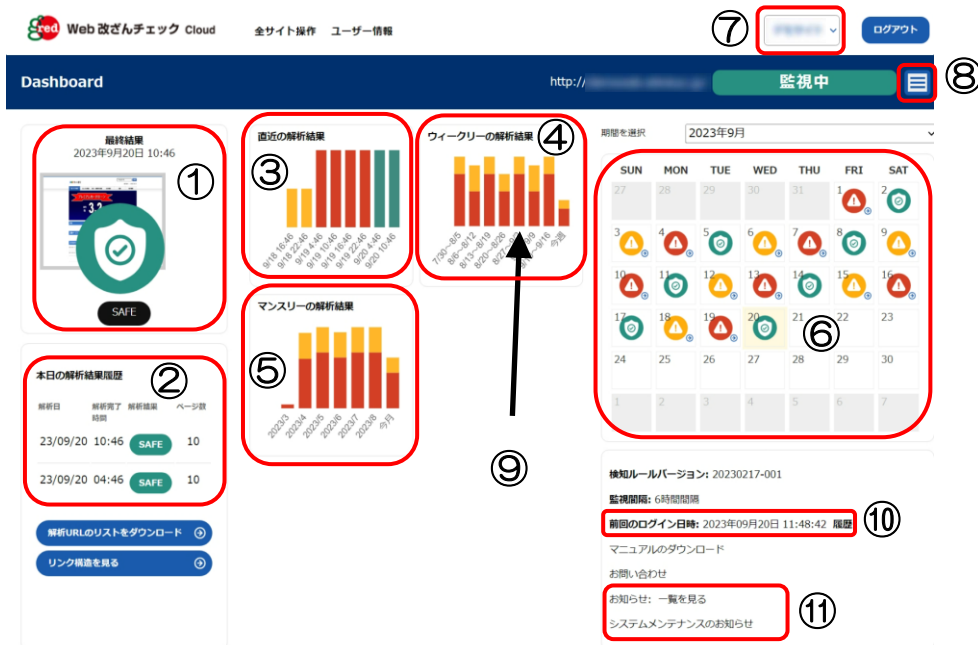 gred Web 改ざんチェック Cloud 全サイト操作 ユーザー情報 ⑦ ログアウト
Dashboard http:// 監視中 ⑧
最終結果
2023年9月20日 10:46
①
SAFE
直近の解析結果
③
9/18 16:46
9/18 22:46
9/19 4:46
9/19 10:46
9/19 16:46
9/19 22:46
9/20 4:46
9/20 10:46
ウィークリーの解析結果
④
7/30～8/5
8/6～8/12
8/13～8/19
8/20～8/26
今週
マンスリーの解析結果
⑤
2023/3
2023/4
2023/5
2023/6
2023/7
2023/8
今月
⑨
本日の解析結果履歴 ②
解析日 解析完了時間 解析結果 ページ数
23/09/20 10:46 SAFE 10
23/09/20 04:46 SAFE 10
解析URLのリストをダウンロード
リンク構造を見る
期間を選択 2023年9月
SUN MON TUE WED THU FRI SAT
27 28 29 30 31 1 2
3 4 5 6 7 8 9
10 11 12 13 14 15 16
17 18 19 20 21 22 23
⑥
24 25 26 27 28 29 30
1 2 3 4 5 6 7
検知ルールバージョン: 20230217-001
監視間隔: 6時間間隔
前回のログイン日時: 2023年09月20日 11:48:42 履歴 ⑩
マニュアルのダウンロード
お問い合わせ
お知らせ: 一覧を見る
システムメンテナンスのお知らせ
⑪